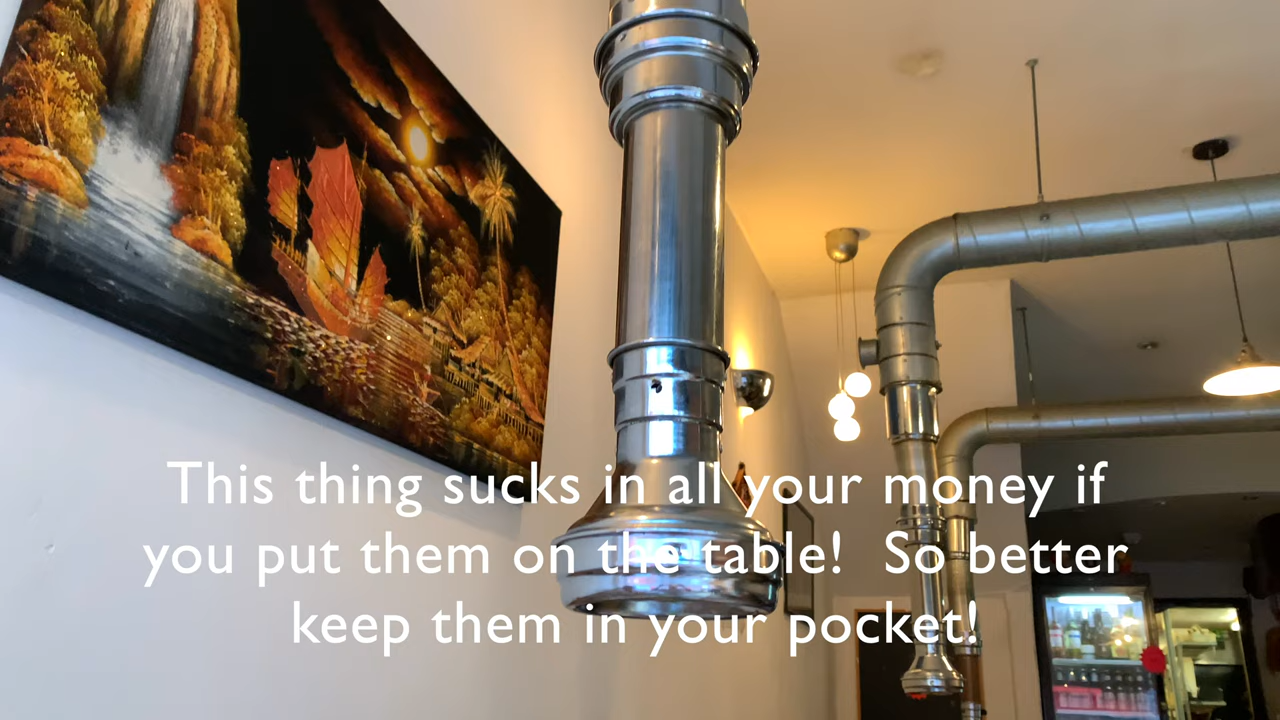 This thing sucks in all your money if
you put them on the table!  So better
keep them in your pocket!